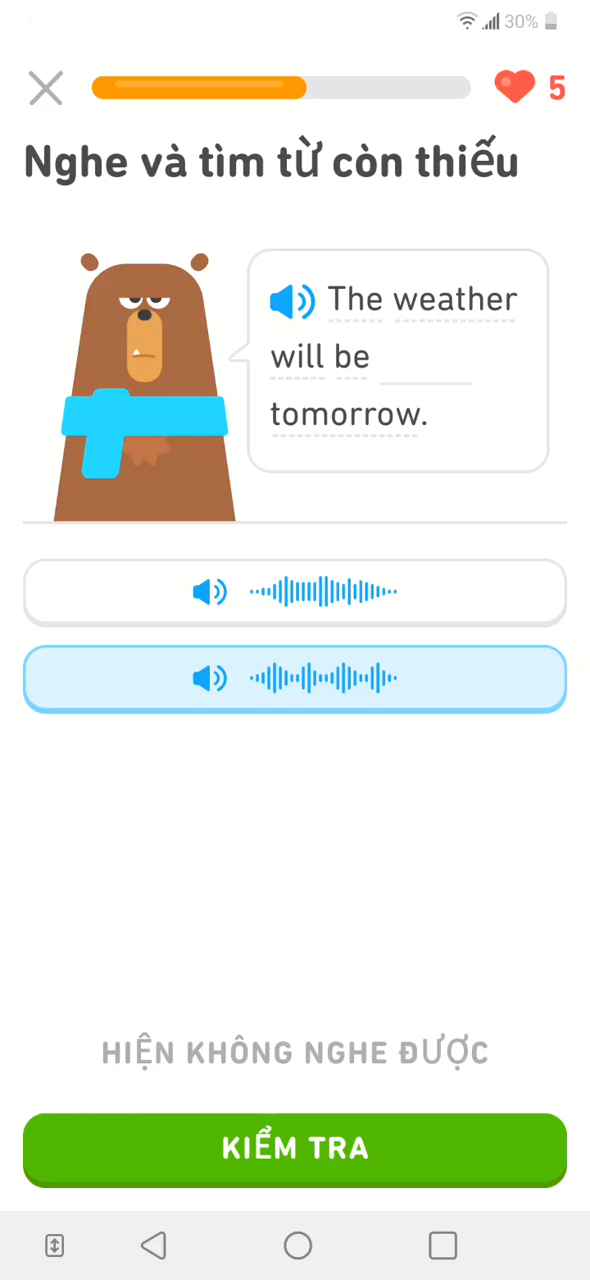 30%
5
Nghe và tìm từ còn thiếu
The weather
will be
tomorrow.
HIỆN KHÔNG NGHE ĐƯỢC
KIỂM TRA